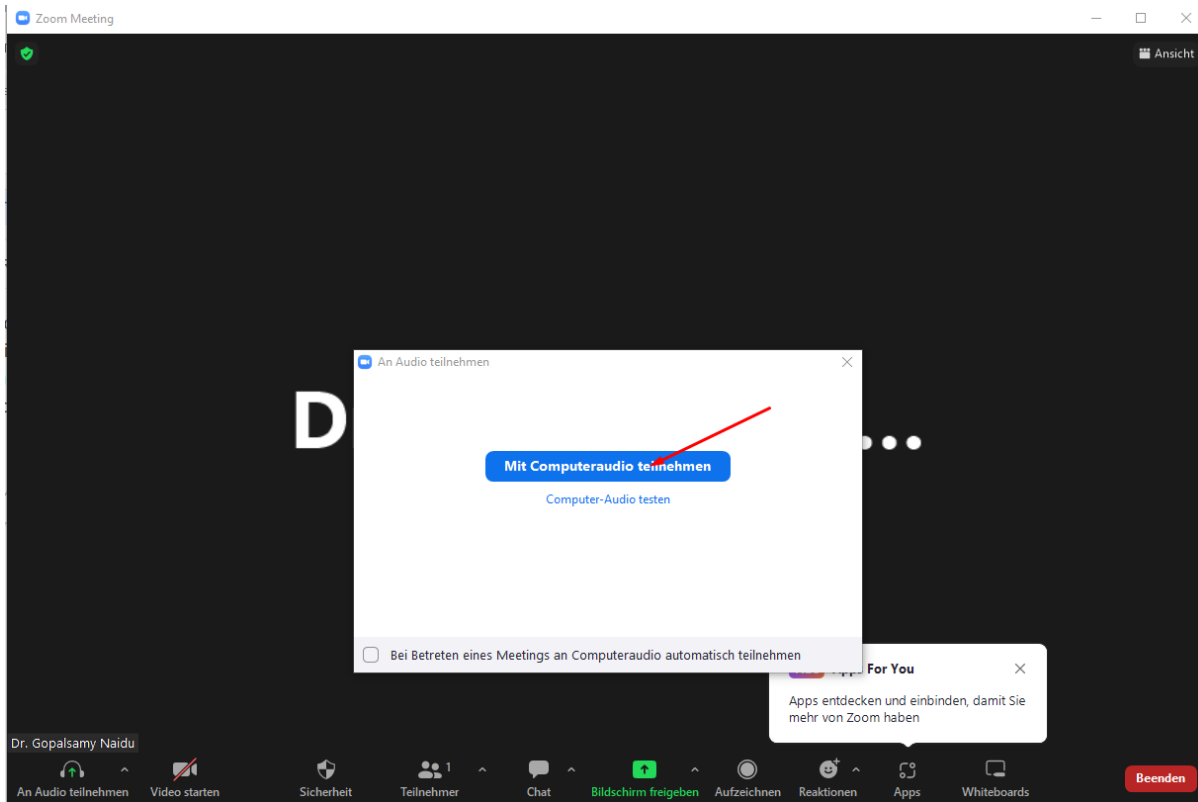 Zoom Meeting
Ansicht
An Audio teilnehmen
D
...
Mit Computeraudio teilnehmen
Computer-Audio testen
Bei Betreten eines Meetings an Computeraudio automatisch teilnehmen
For You
Apps entdecken und einbinden, damit Sie
mehr von Zoom haben
Dr. Gopalsamy Naidu
1
An Audio teilnehmen
Video starten
Sicherheit
Teilnehmer
Chat
Bildschirm freigeben
Aufzeichnen
Reaktionen
Apps
Whiteboards
Beenden